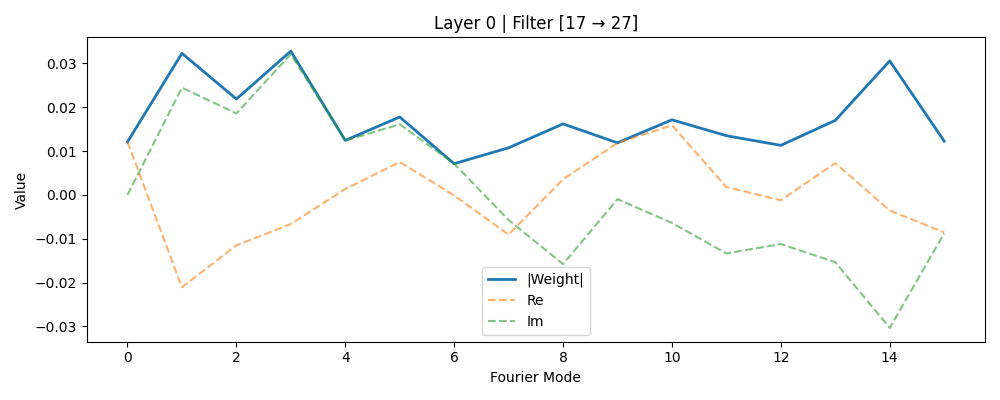 Layer 0 | Filter [17 → 27]
Value
0.03
0.02
0.01
0.00
−0.01
−0.02
−0.03
|Weight|
Re
Im
0 2 4 6 8 10 12 14
Fourier Mode